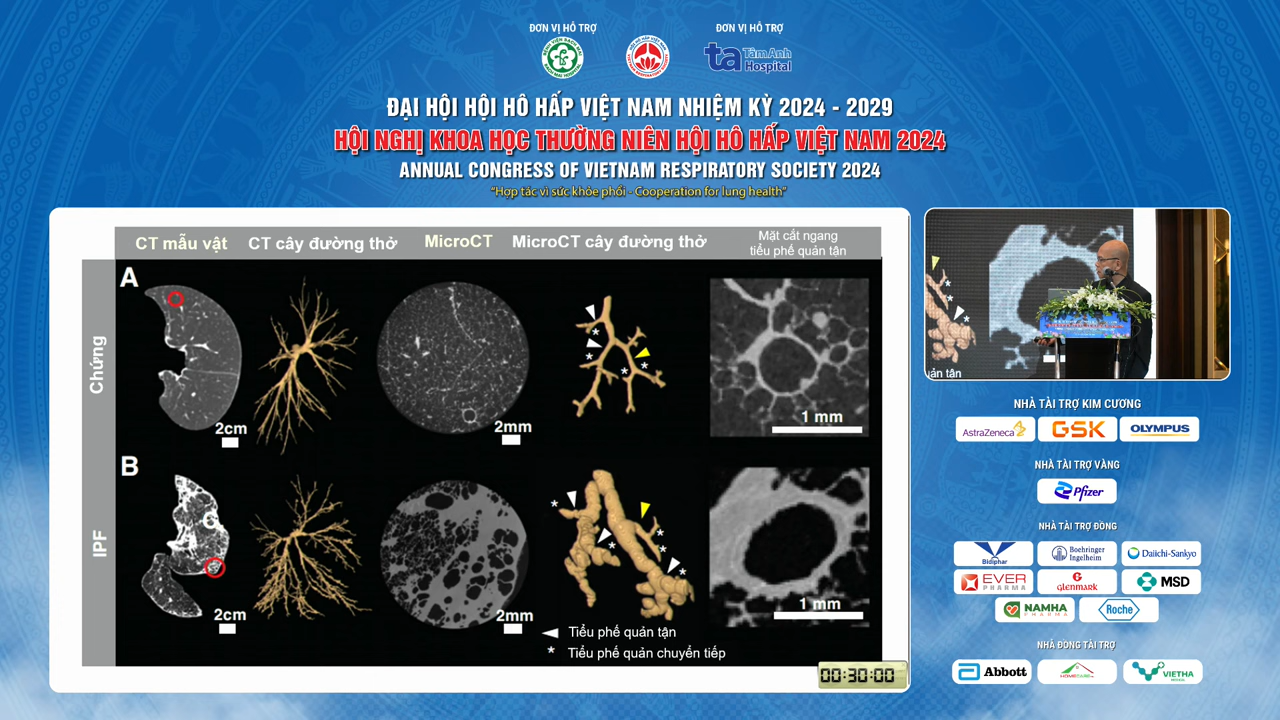 ĐƠN VỊ HỖ TRỢ
ĐƠN VỊ HỖ TRỢ
ta TâmAnh Hospital
ĐẠI HỘI HỘI HÔ HẤP VIỆT NAM NHIỆM KỲ 2024 - 2029
HỘI NGHỊ KHOA HỌC THƯỜNG NIÊN HỘI HÔ HẤP VIỆT NAM 2024
ANNUAL CONGRESS OF VIETNAM RESPIRATORY SOCIETY 2024
"Hợp tác vì sức khỏe phổi - Cooperation for lung health"
CT mẫu vật
CT cây đường thở
MicroCT
MicroCT cây đường thở
Mặt cắt ngang
tiểu phế quản tận
A
Chứng
2cm
2mm
1 mm
B
IPF
2cm
2mm
1 mm
Tiểu phế quản tận
* Tiểu phế quản chuyển tiếp
00:30:00
uản tận
NHÀ TÀI TRỢ KIM CƯƠNG
AstraZeneca
GSK
OLYMPUS
NHÀ TÀI TRỢ VÀNG
Pfizer
NHÀ TÀI TRỢ ĐỒNG
Bidiphar
Boehringer
Ingelheim
Daiichi-Sankyo
EVER
PHARMA
GLENMARK
MSD
NAMHA
PHARMA
Roche
NHÀ ĐỒNG TÀI TRỢ
Abbott
HOMECARE
VIETHA
MEDICAL